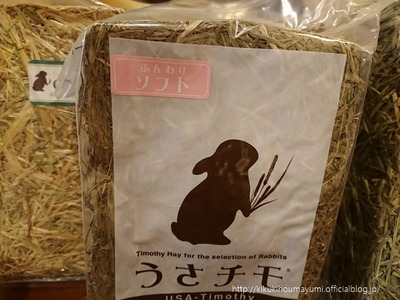 ふんわり
ソフト
Timothy Hay for the selection of Rabbits
うさチモ®
USA-Timothy
http://kikukinoumayumi.officialblog.jp